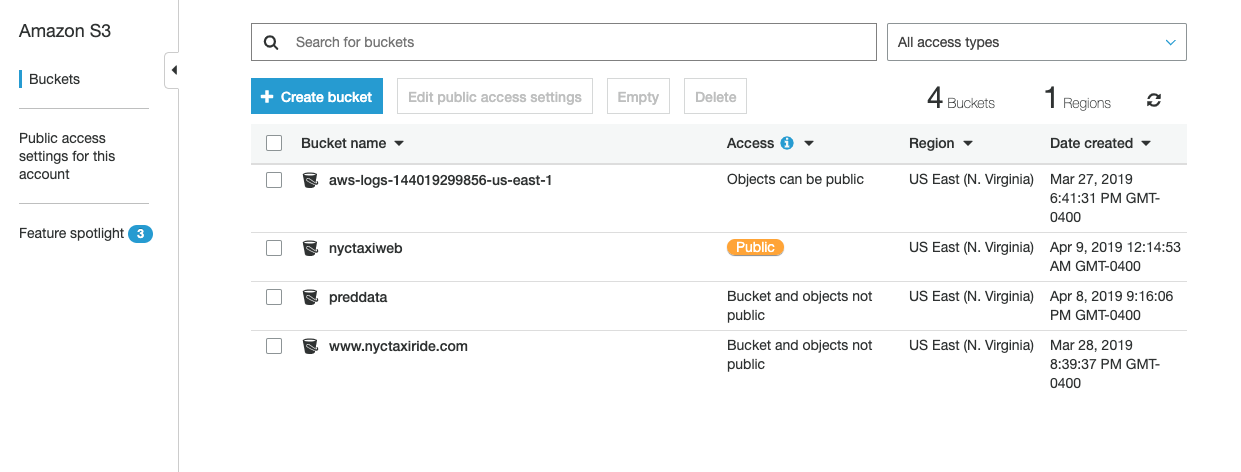 Amazon S3
Buckets
Public access
settings for this
account
Feature spotlight 3
Search for buckets
All access types
Create bucket
Edit public access settings
Empty
Delete
4 Buckets
1 Regions
Bucket name
Access
Region
Date created
aws-logs-144019299856-us-east-1
Objects can be public
US East (N. Virginia)
Mar 27, 2019
6:41:31 PM GMT-
0400
nyctaxiweb
Public
US East (N. Virginia)
Apr 9, 2019 12:14:53
AM GMT-0400
preddata
Bucket and objects not
public
US East (N. Virginia)
Apr 8, 2019 9:16:06
PM GMT-0400
www.nyctaxiride.com
Bucket and objects not
public
US East (N. Virginia)
Mar 28, 2019
8:39:37 PM GMT-
0400